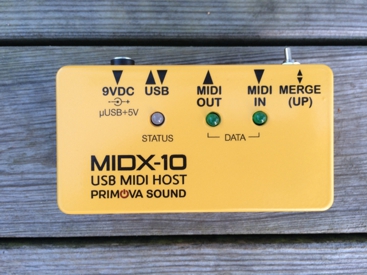 9VDC USB MIDI OUT MIDI IN MERGE (UP)
µUSB+5V
STATUS DATA
MIDX-10
USB MIDI HOST
PRIMOVA SOUND